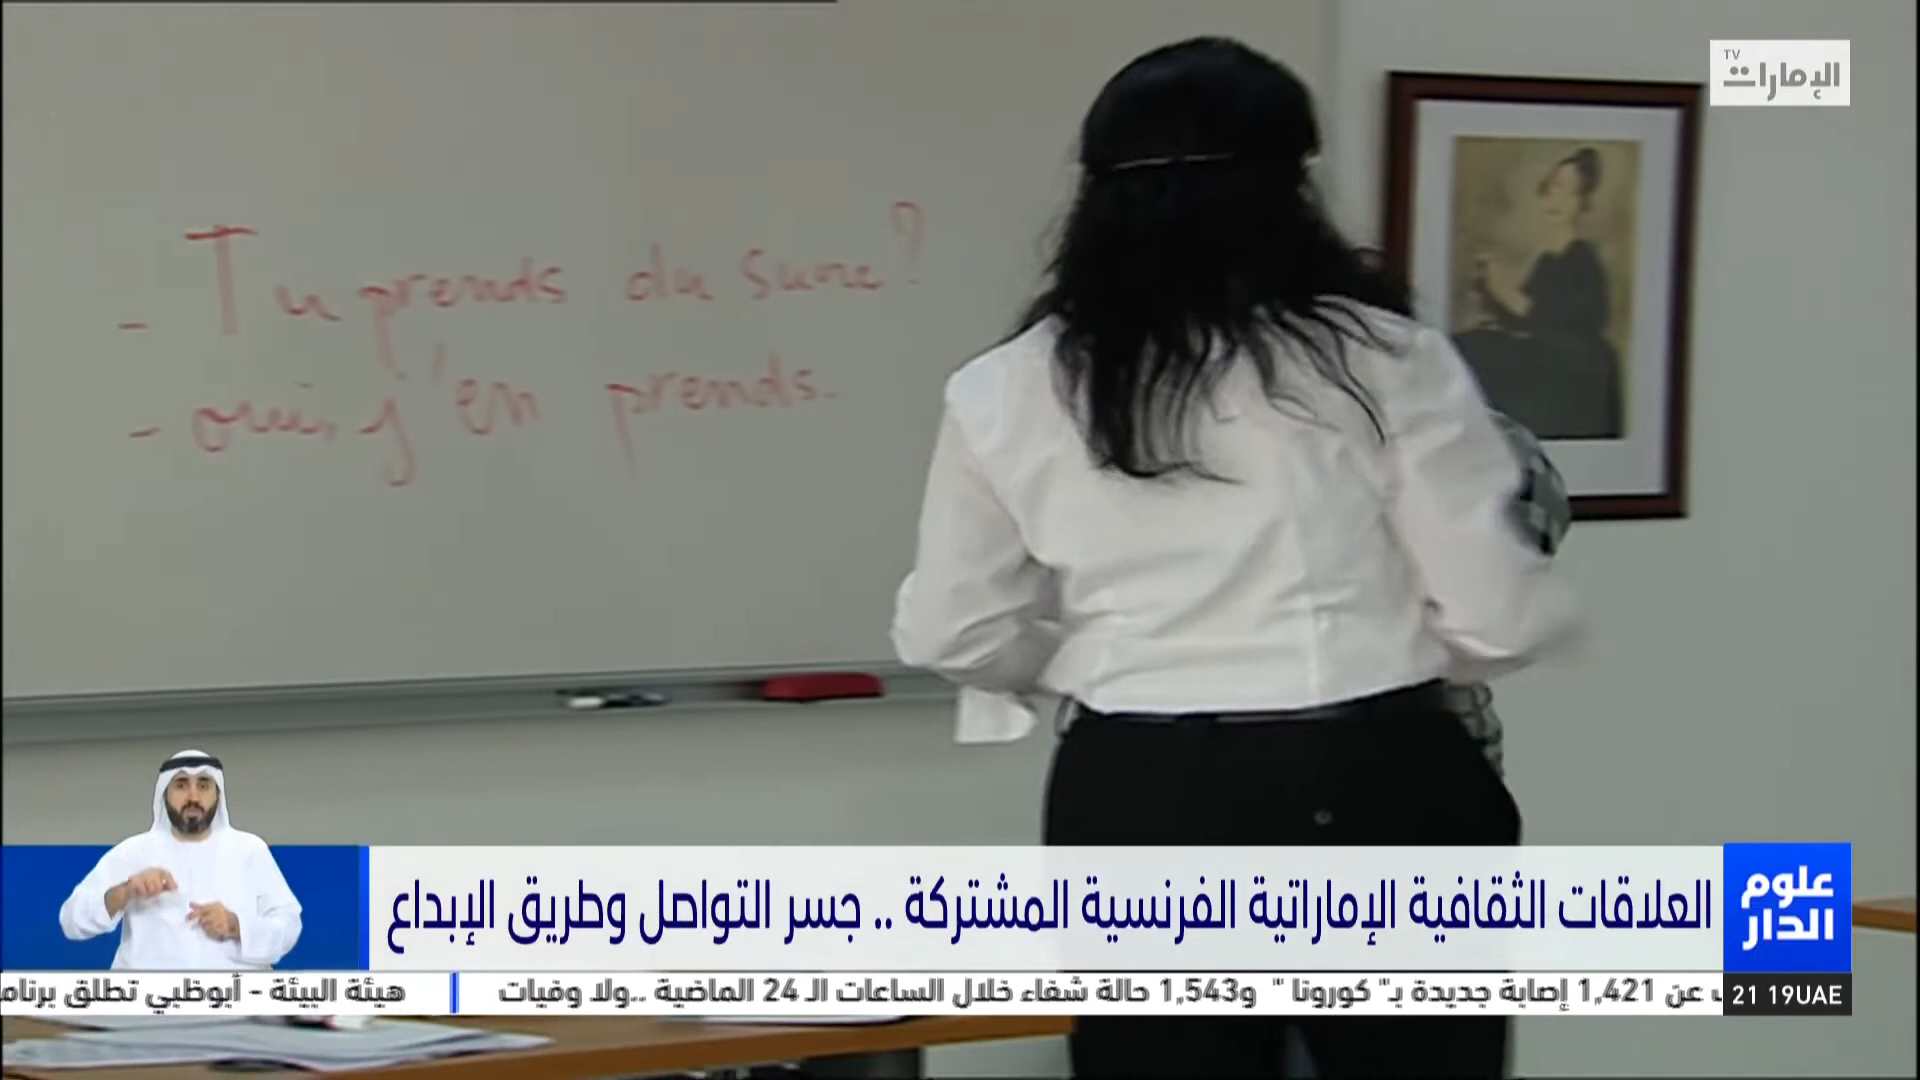 TV
الإمارات
- Tu prends du sucre?
- oui, j'en prends.
علوم
الدار
العلاقات الثقافية الإماراتية الفرنسية المشتركة .. جسر التواصل وطريق الإبداع
عن 1,421 إصابة جديدة بـ" كورونا " و1,543 حالة شفاء خلال الساعات الـ 24 الماضية ..ولا وفيات
هيئة البيئة - أبوظبي تطلق
21 19UAE